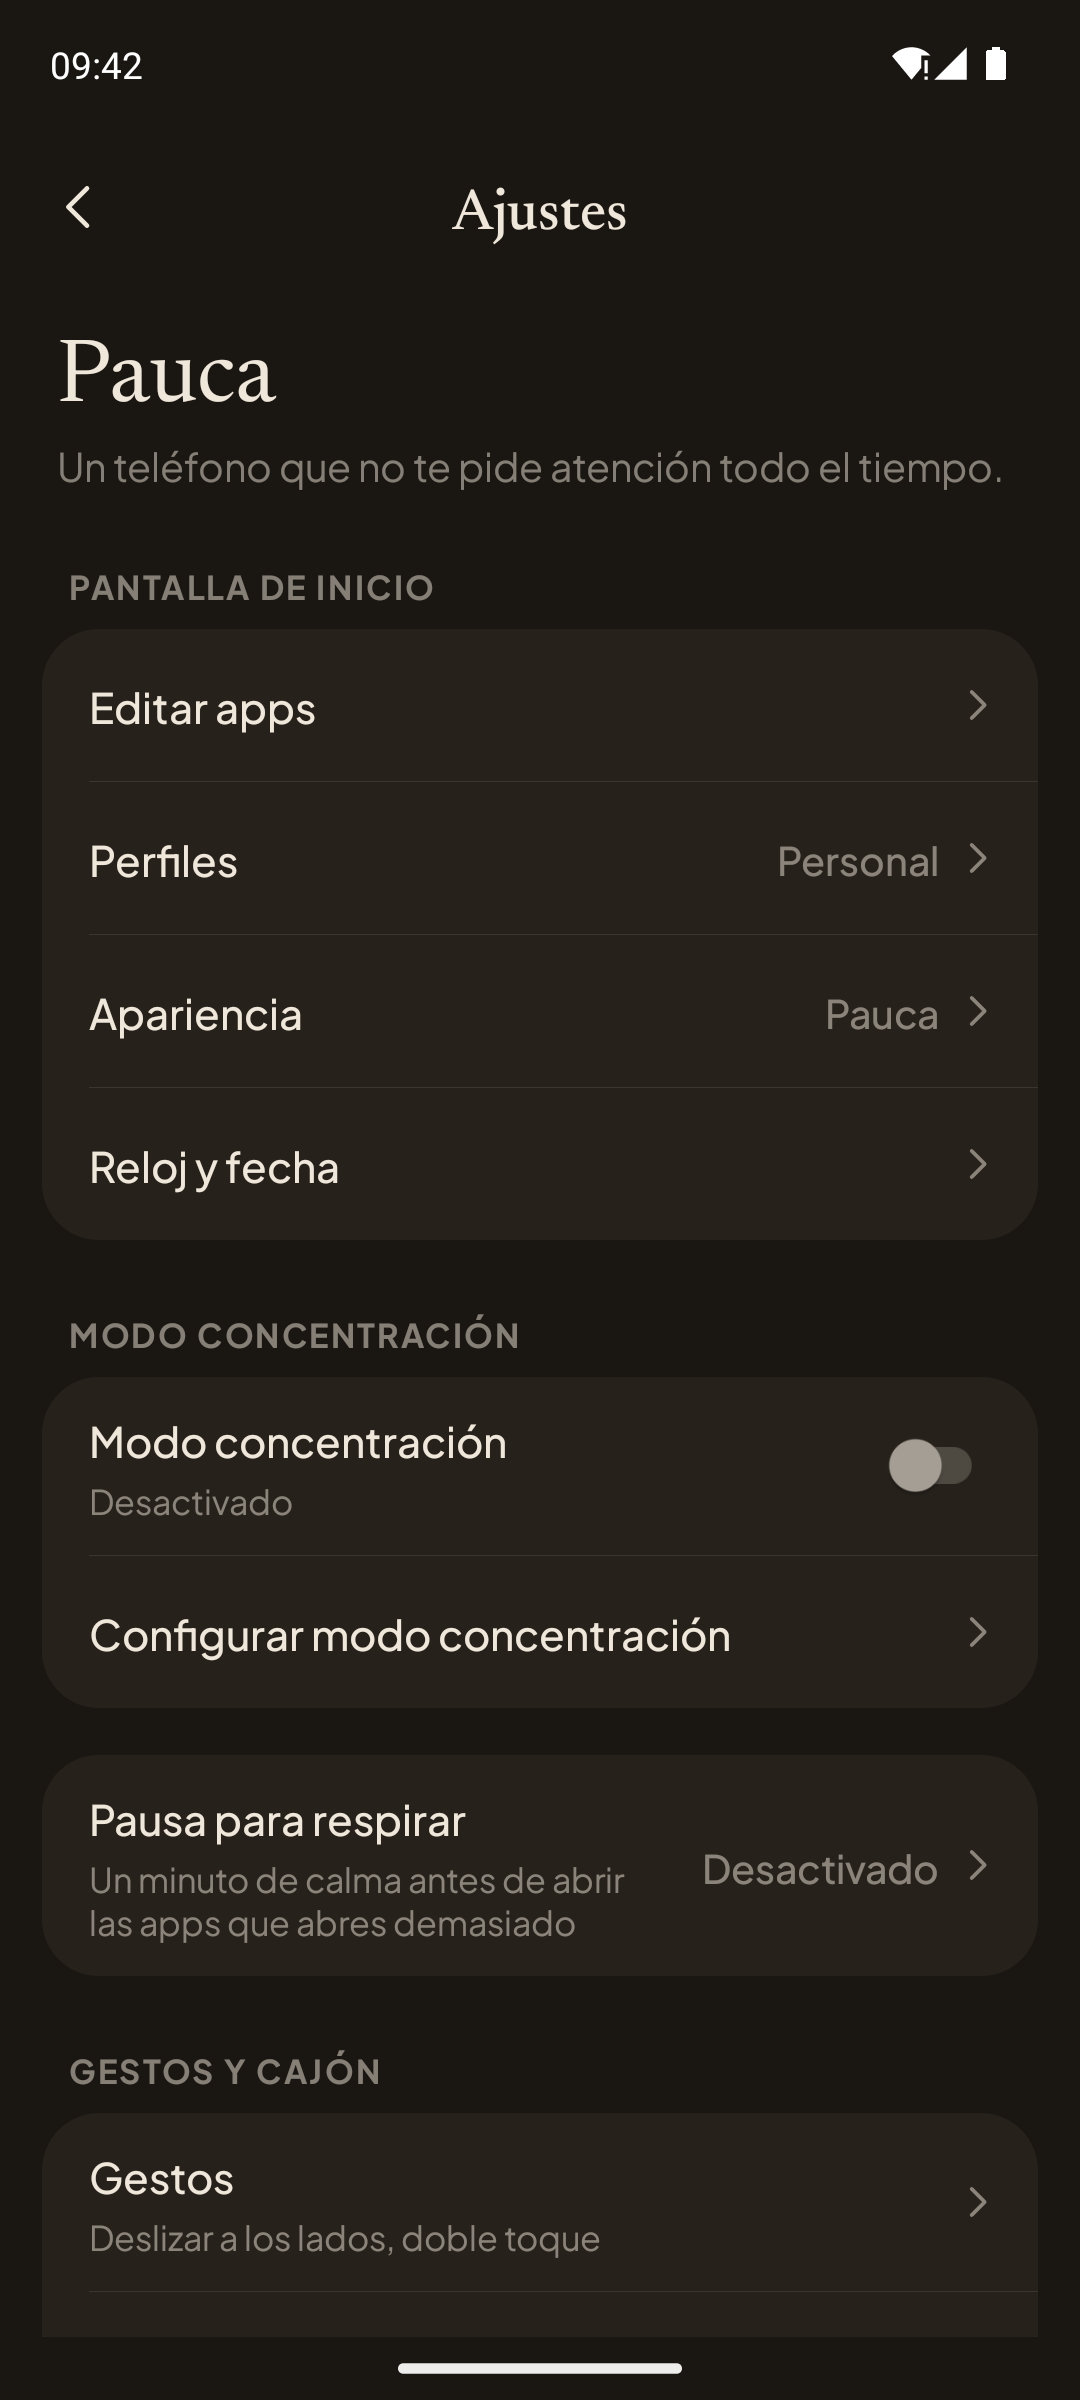 09:42
Ajustes
Pauca
Un teléfono que no te pide atención todo el tiempo.
PANTALLA DE INICIO
Editar apps
Perfiles Personal
Apariencia Pauca
Reloj y fecha
MODO CONCENTRACIÓN
Modo concentración
Desactivado
Configurar modo concentración
Pausa para respirar
Un minuto de calma antes de abrir
las apps que abres demasiado
Desactivado
GESTOS Y CAJÓN
Gestos
Deslizar a los lados, doble toque